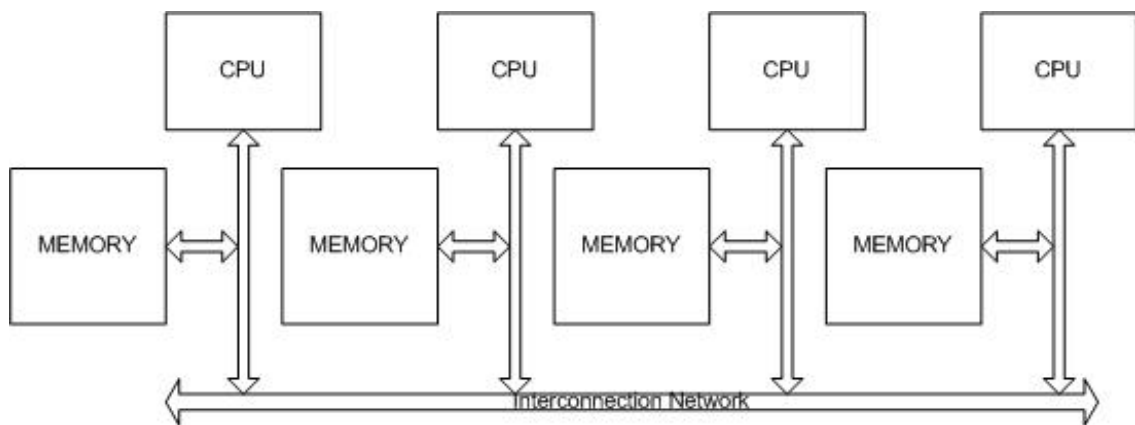 CPU
CPU
CPU
CPU
MEMORY
MEMORY
MEMORY
MEMORY
Interconnection Network